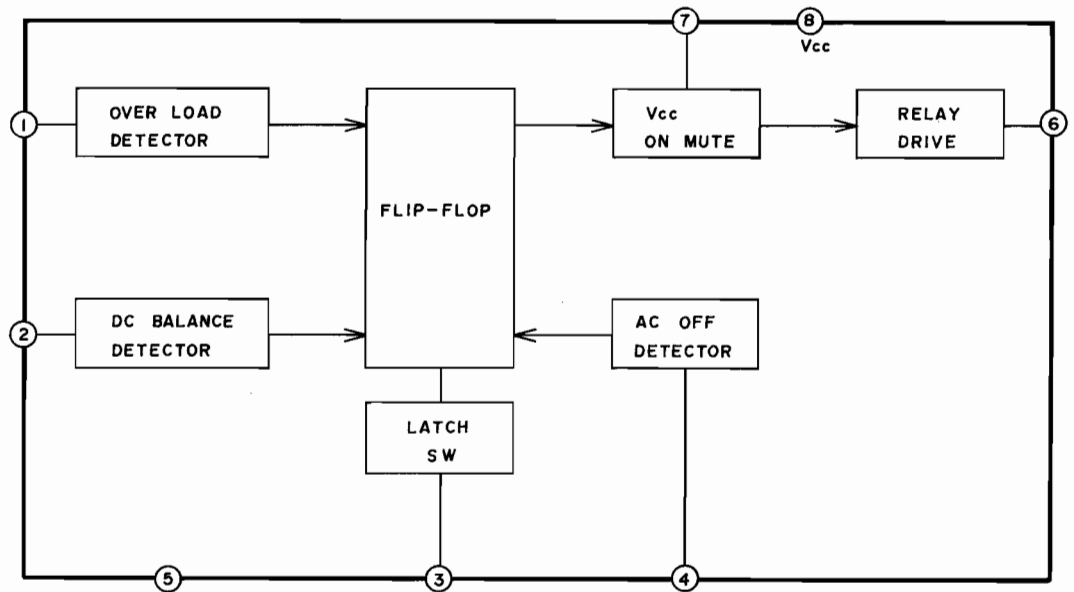 7
8
Vcc
1
OVER LOAD
DETECTOR
FLIP-FLOP
Vcc
ON MUTE
RELAY
DRIVE
6
2
DC BALANCE
DETECTOR
AC OFF
DETECTOR
LATCH
SW
5
3
4